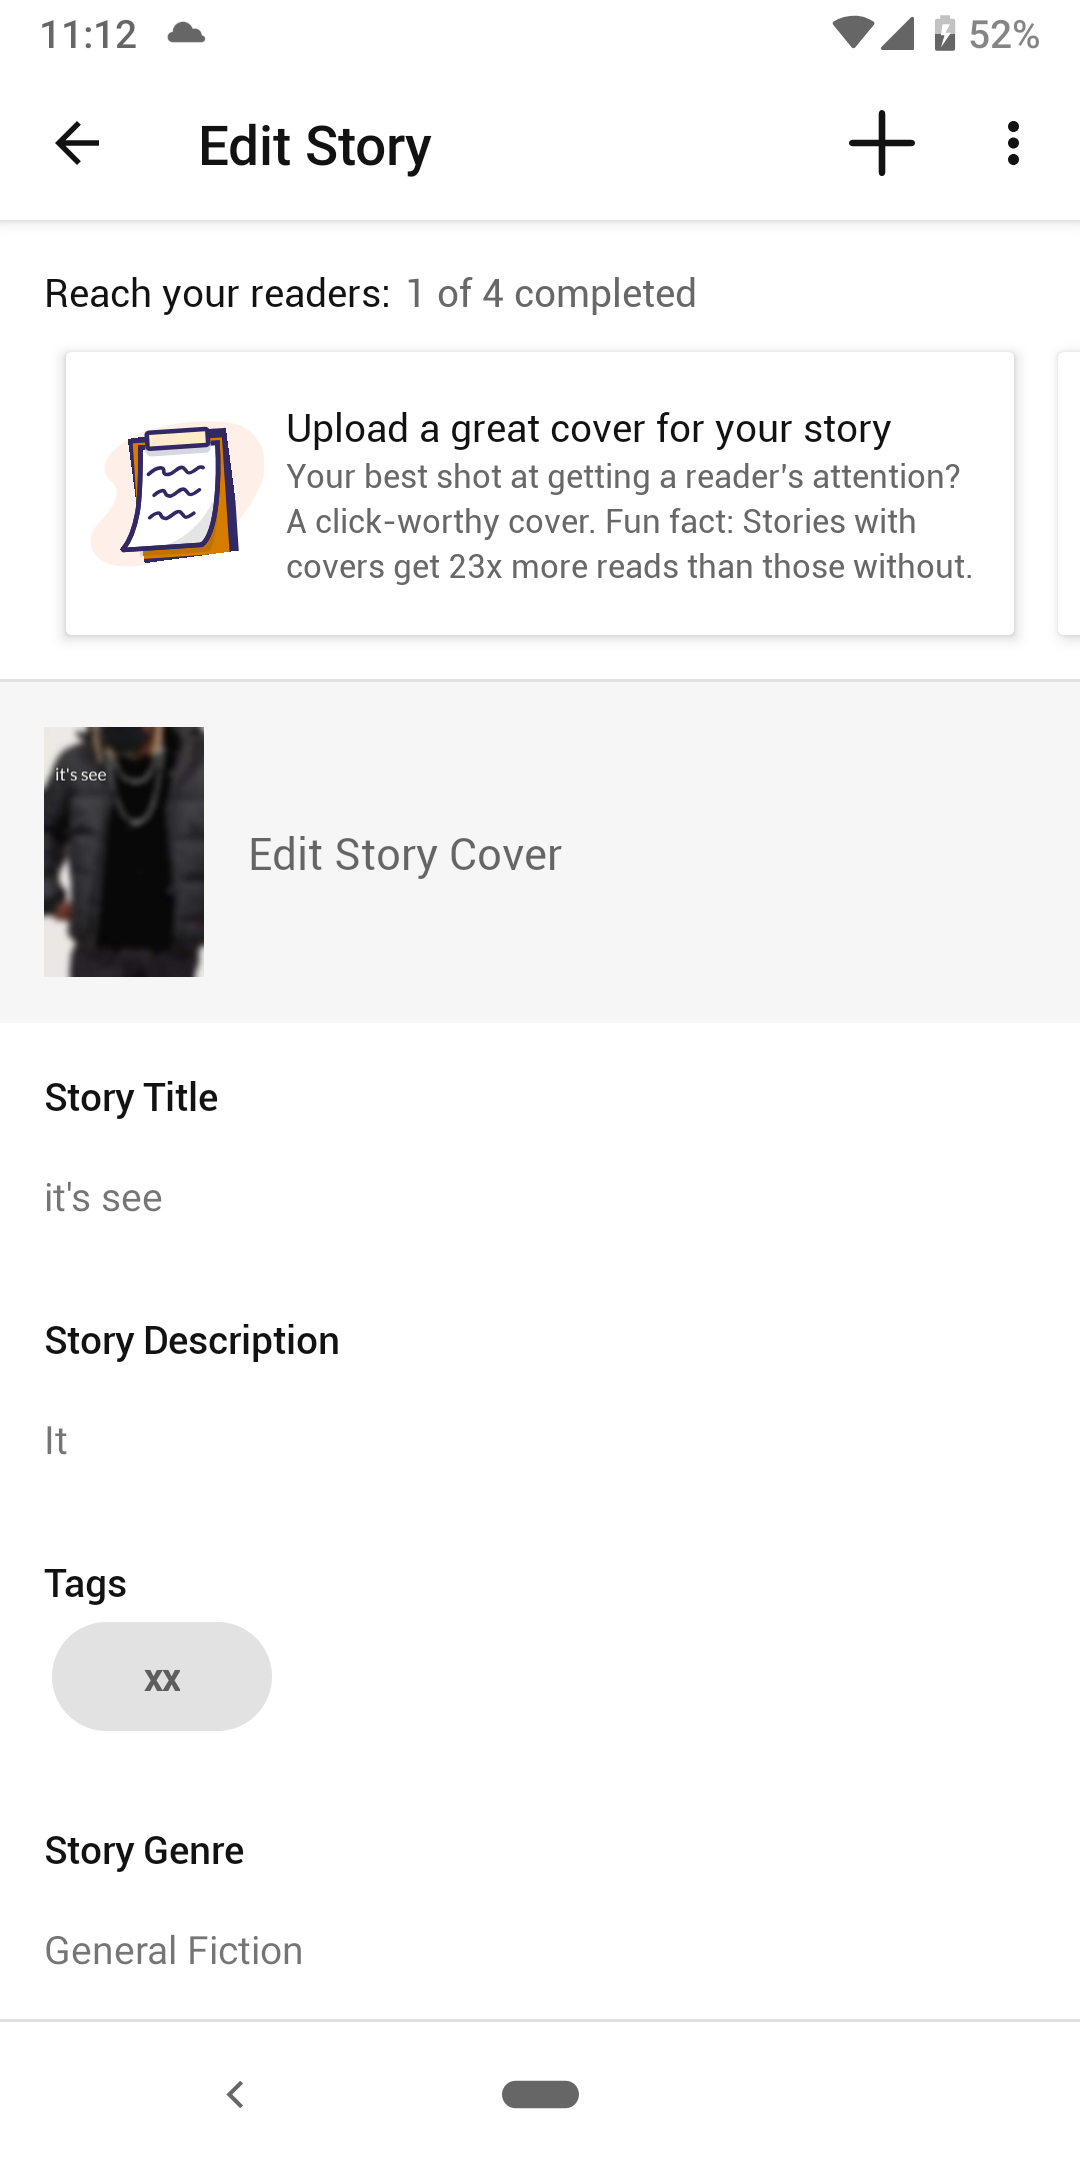 11:12
52%
Edit Story
Reach your readers: 1 of 4 completed
Upload a great cover for your story
Your best shot at getting a reader's attention?
A click-worthy cover. Fun fact: Stories with
covers get 23x more reads than those without.
it's see
Edit Story Cover
Story Title
it's see
Story Description
It
Tags
xx
Story Genre
General Fiction